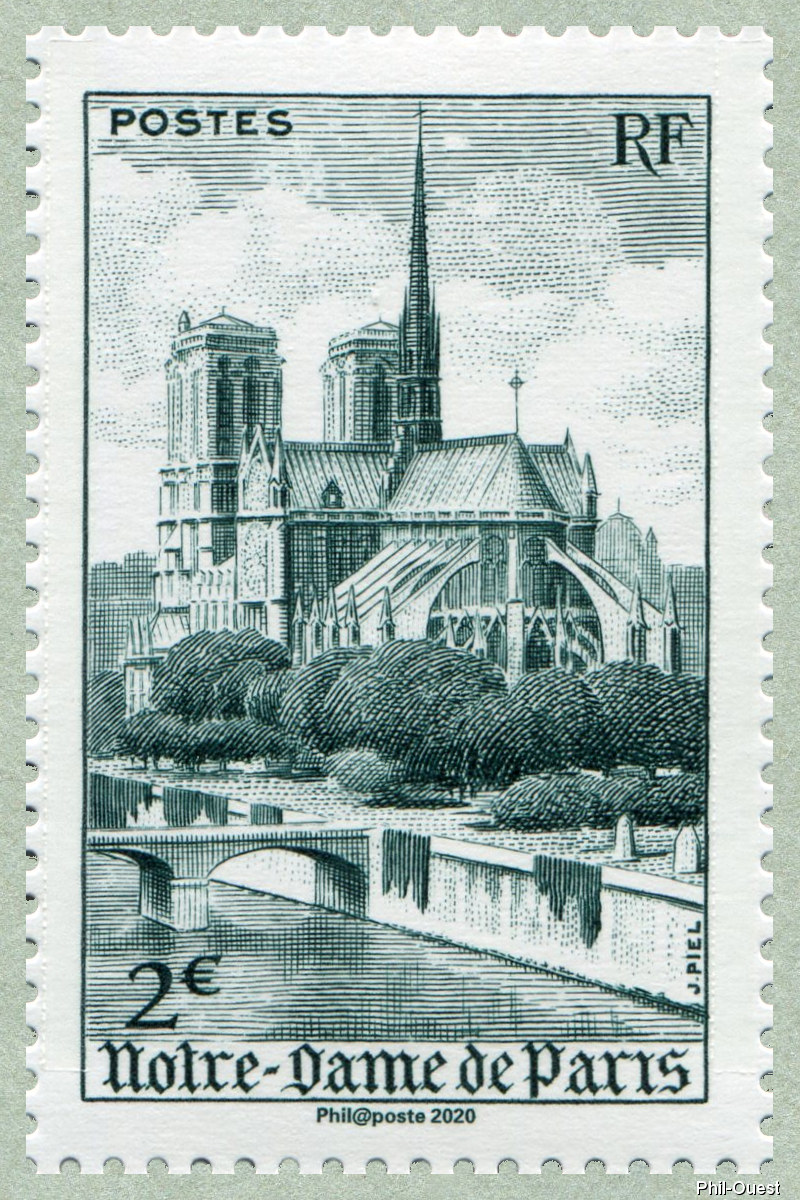 POSTES
RF
J. PIEL
2€
Notre-Dame de Paris
Phil@poste 2020
Phil-Ouest